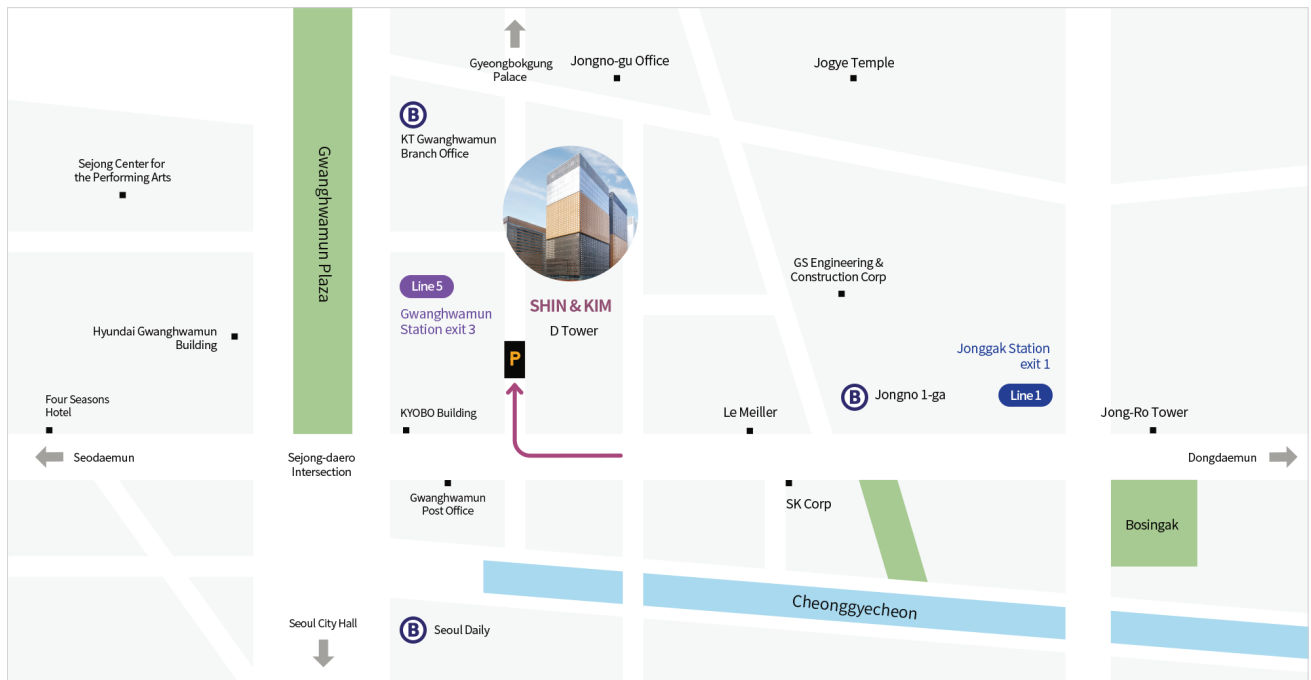 Gyeongbokgung
Palace
Jongno-gu Office
Jogye Temple
B
KT Gwanghwamun
Branch Office
Sejong Center for
the Performing Arts
Gwanghwamun Plaza
GS Engineering &
Construction Corp
Line 5
Gwanghwamun
Station exit 3
SHIN & KIM
D Tower
Hyundai Gwanghwamun
Building
P
Jonggak Station
exit 1
Line 1
B
Jongno 1-ga
Four Seasons
Hotel
KYOBO Building
Le Meiller
Jong-Ro Tower
Seodaemun
Sejong-daero
Intersection
Dongdaemun
Gwanghwamun
Post Office
SK Corp
Bosingak
Cheonggyecheon
Seoul City Hall
B
Seoul Daily